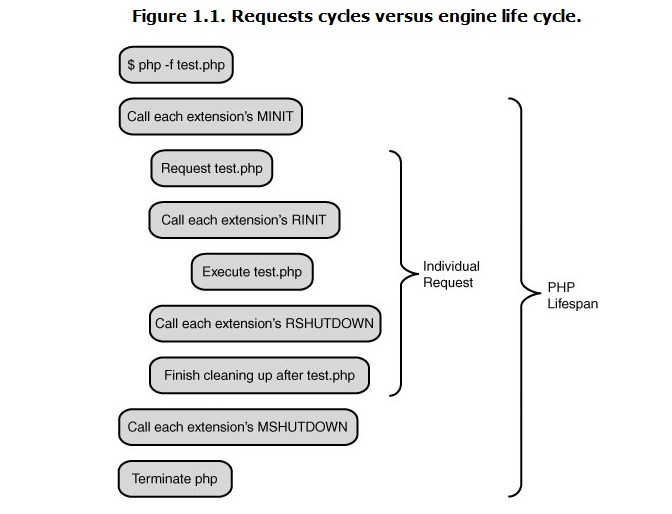 Figure 1.1. Requests cycles versus engine life cycle.
$ php -f test.php
Call each extension's MINIT
Request test.php
Call each extension's RINIT
Execute test.php
Call each extension's RSHUTDOWN
Finish cleaning up after test.php
Call each extension's MSHUTDOWN
Terminate php
Individual
Request
PHP
Lifespan